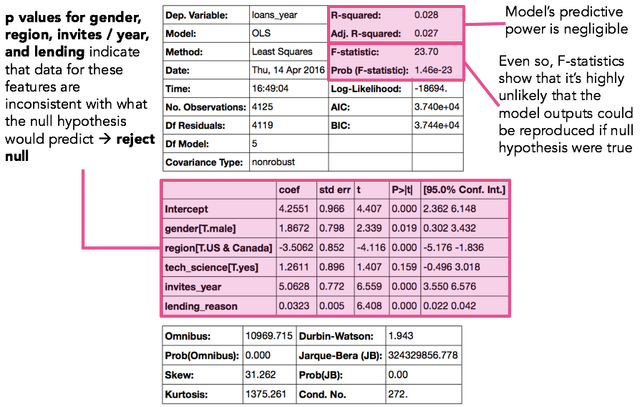 p values for gender,
region, invites / year,
and lending indicate
that data for these
features are
inconsistent with what
the null hypothesis
would predict → reject
null
Dep. Variable: loans_year R-squared: 0.028
Model: OLS Adj. R-squared: 0.027
Method: Least Squares F-statistic: 23.70
Date: Thu, 14 Apr 2016 Prob (F-statistic): 1.46e-23
Time: 16:49:04 Log-Likelihood: -18694.
No. Observations: 4125 AIC: 3.740e+04
Df Residuals: 4119 BIC: 3.744e+04
Df Model: 5
Covariance Type: nonrobust
Model's predictive
power is negligible
Even so, F-statistics
show that it's highly
unlikely that the
model outputs could
be reproduced if null
hypothesis were true
coef std err t P>|t| [95.0% Conf. Int.]
Intercept 4.2551 0.966 4.407 0.000 2.362 6.148
gender[T.male] 1.8672 0.798 2.339 0.019 0.302 3.432
region[T.US & Canada] -3.5062 0.852 -4.116 0.000 -5.176 -1.836
tech_science[T.yes] 1.2611 0.896 1.407 0.159 -0.496 3.018
invites_year 5.0628 0.772 6.559 0.000 3.550 6.576
lending_reason 0.0323 0.005 6.408 0.000 0.022 0.042
Omnibus: 10969.715 Durbin-Watson: 1.943
Prob(Omnibus): 0.000 Jarque-Bera (JB): 324329856.778
Skew: 31.262 Prob(JB): 0.00
Kurtosis: 1375.261 Cond. No. 272.